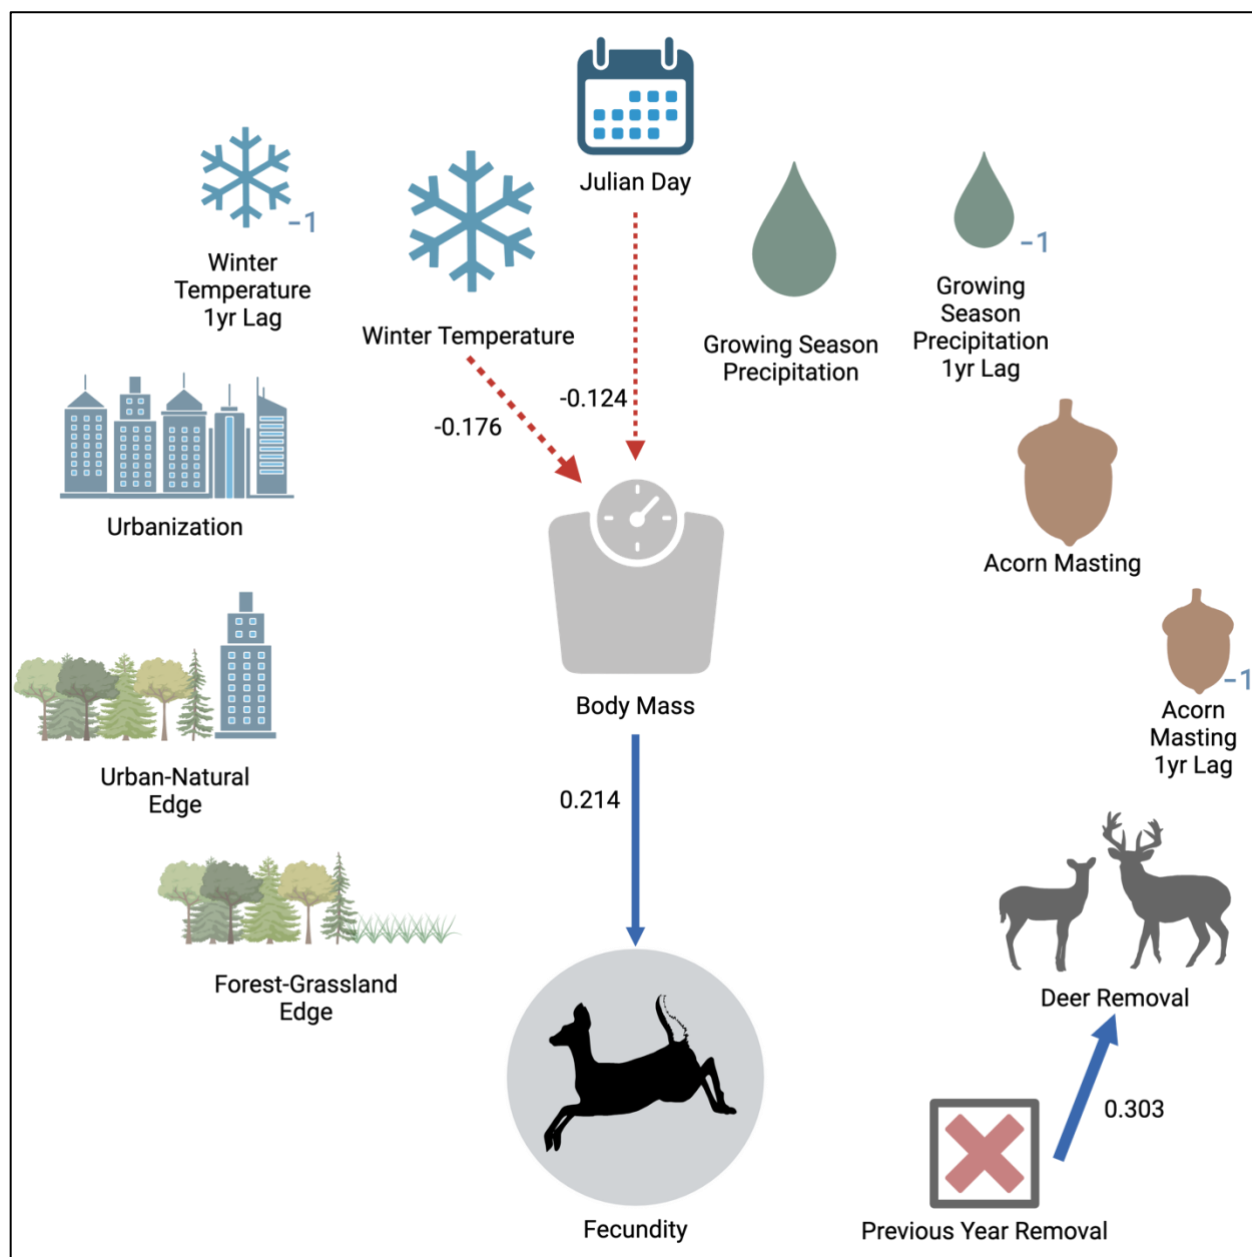 Julian Day
-1
Winter
Temperature
1yr Lag
Winter Temperature
Growing Season
Precipitation
-1
Growing
Season
Precipitation
1yr Lag
-0.176
-0.124
Urbanization
Acorn Masting
Body Mass
-1
Acorn
Masting
1yr Lag
Urban-Natural
Edge
0.214
Forest-Grassland
Edge
Deer Removal
0.303
Fecundity
Previous Year Removal